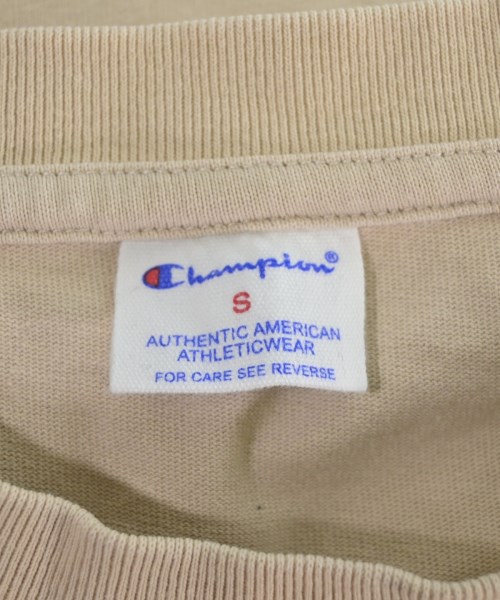 Champion®
S
AUTHENTIC AMERICAN
ATHLETICWEAR
FOR CARE SEE REVERSE